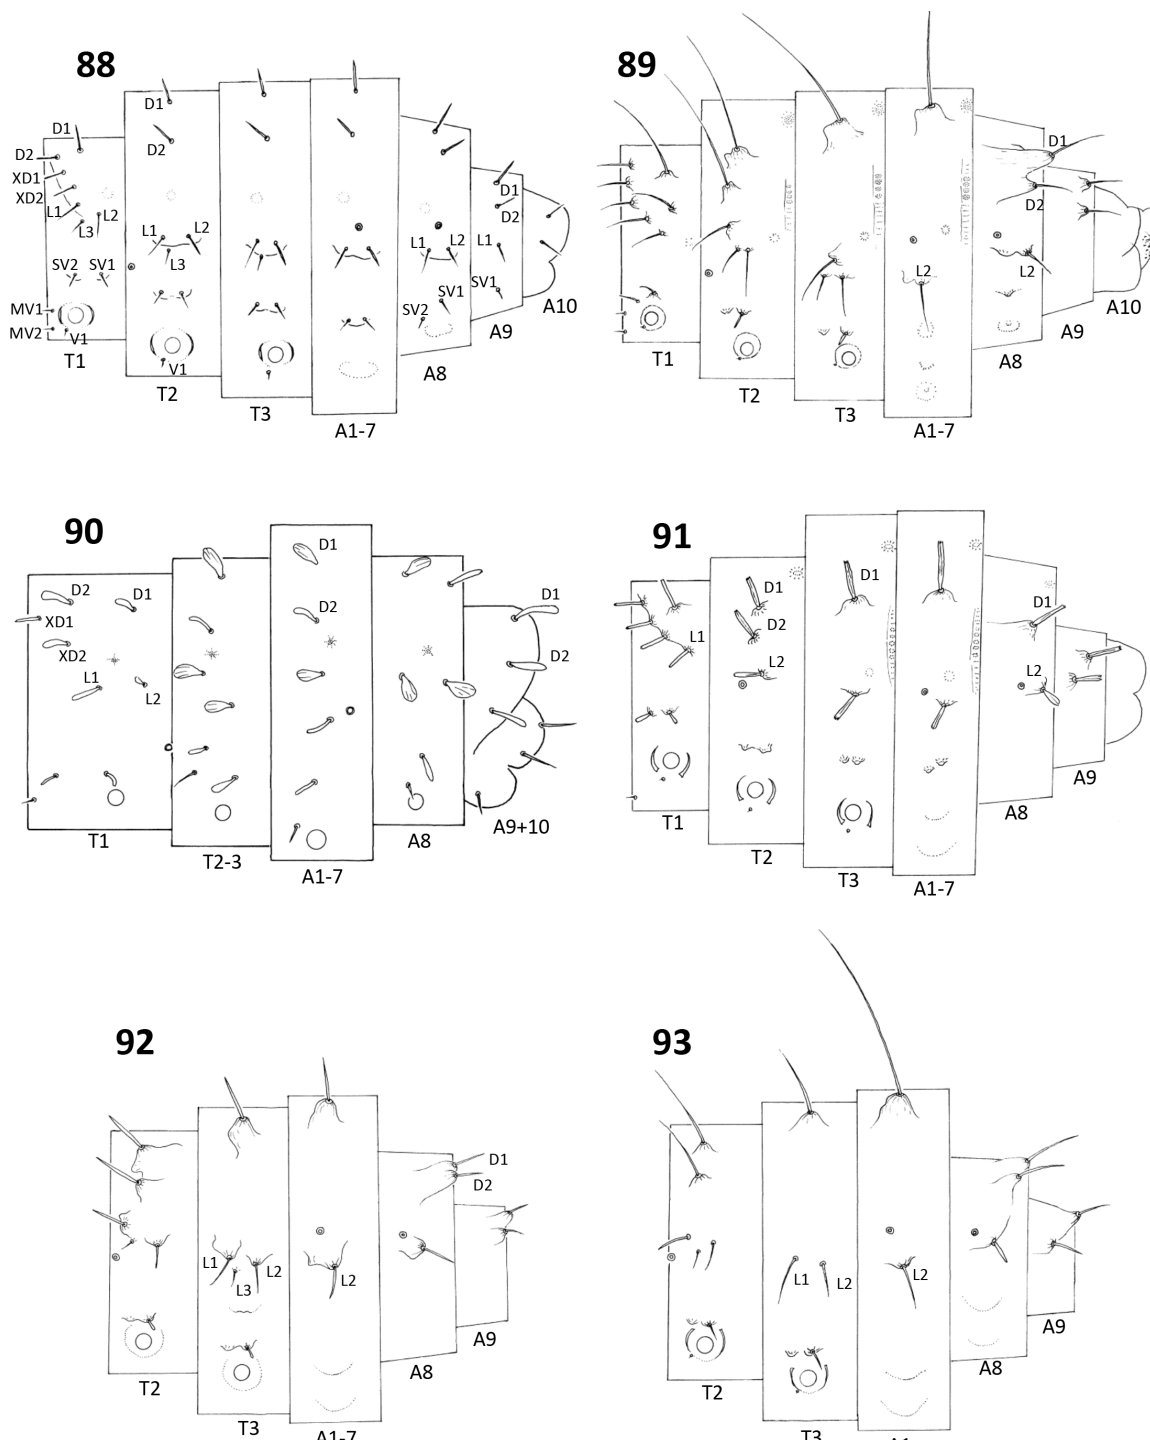 88
D1
D1
D2
D2
XD1
XD2
L1
L2
L3
L1
L2
L3
SV2
SV1
MV1
MV2
V1
V1
L1
L2
SV1
SV2
D1
D2
L1
SV1
T1
T2
T3
A1-7
A8
A9
A10
89
D1
D2
L2
L2
T1
T2
T3
A1-7
A8
A9
A10
90
D2
D1
XD1
XD2
L1
L2
D1
D2
D1
D2
T1
T2-3
A1-7
A8
A9+10
91
L1
D1
D2
L2
D1
D1
L2
T1
T2
T3
A1-7
A8
A9
92
L1
L3
L2
L2
D1
D2
T2
T3
A1-7
A8
A9
93
L1
L2
L2
T2
T3
A8
A9